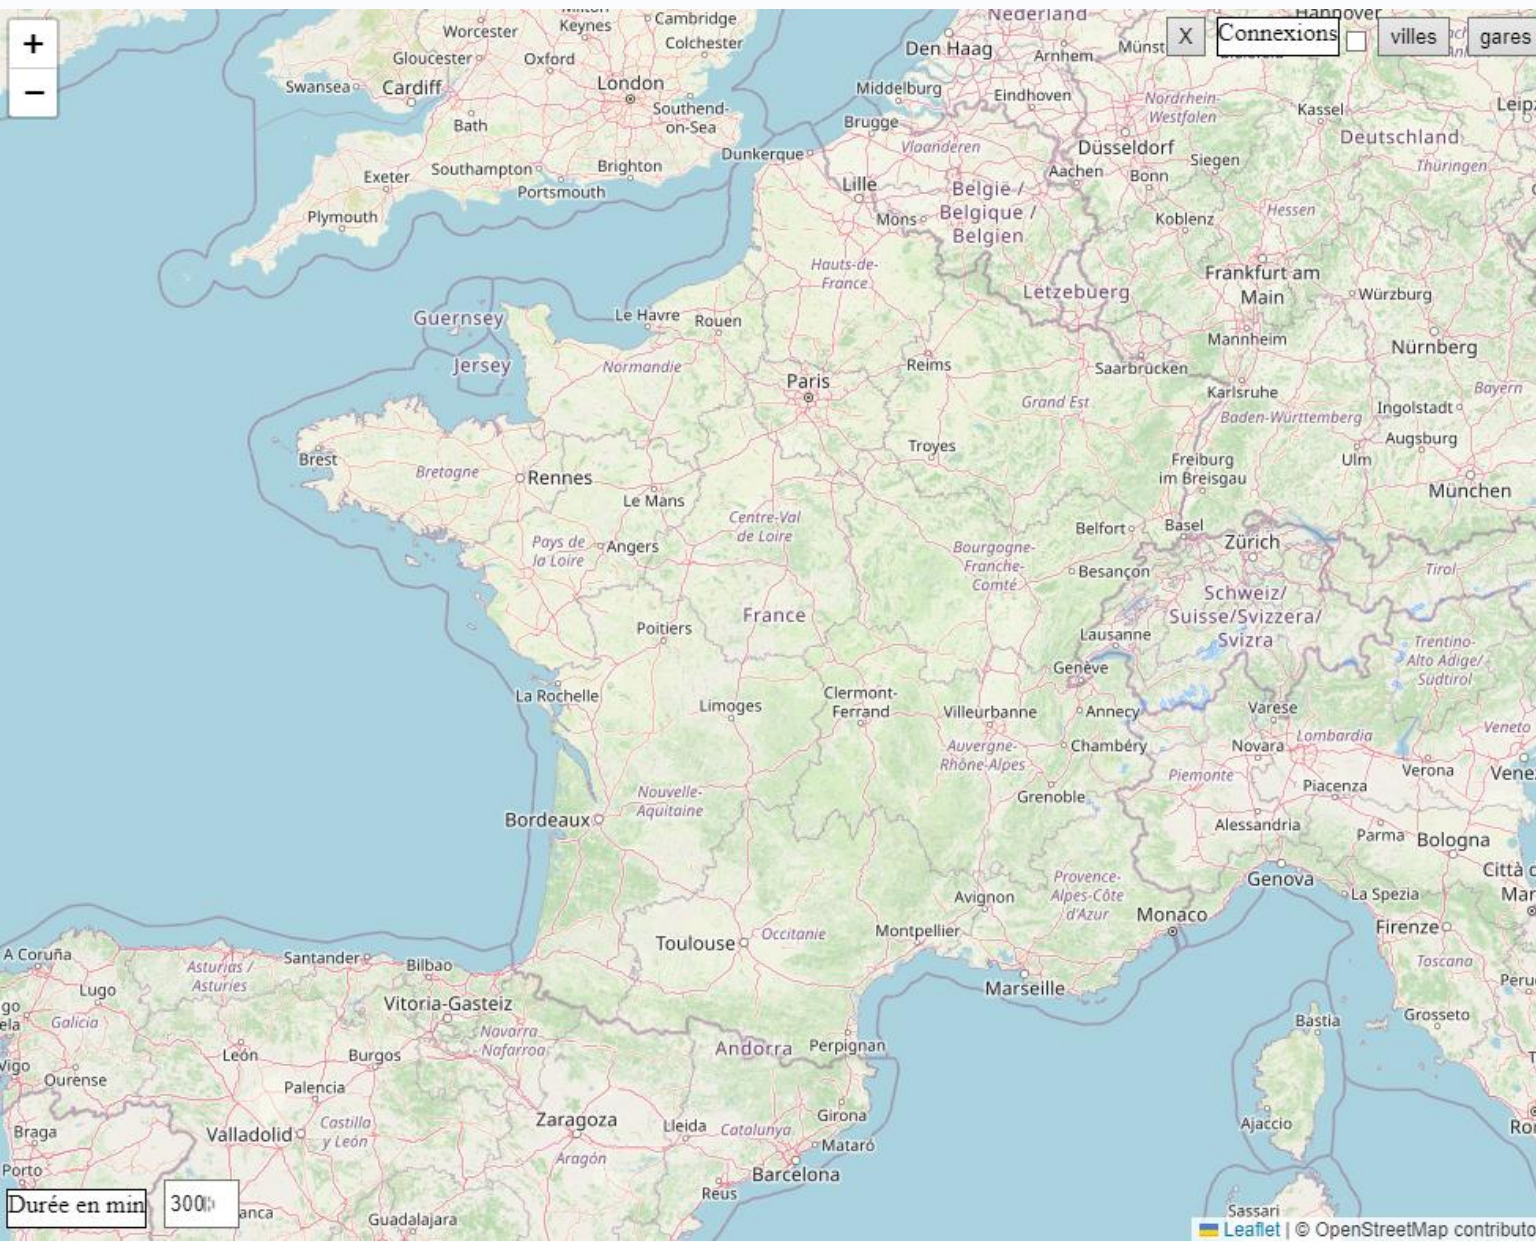 Worcester
Milton
Keynes
Cambridge
Colchester
Gloucester
Oxford
London
Swansea
Cardiff
Southend-
on-Sea
Bath
Brighton
Southampton
Portsmouth
Exeter
Plymouth
Nederland
Den Haag
Arnhem
Middelburg
Eindhoven
Brugge
Vlaanderen
Dunkerque
Lille
Mons
België /
Belgique /
Belgien
Hannover
X
Connexions
villes
gares
Nordrhein-
Westfalen
Kassel
Deutschland
Düsseldorf
Siegen
Thüringen
Aachen
Bonn
Koblenz
Hessen
Frankfurt am
Main
Würzburg
Lëtzebuerg
Mannheim
Nürnberg
Saarbrücken
Karlsruhe
Bayern
Baden-Württemberg
Ingolstadt
Augsburg
Ulm
Freiburg
im Breisgau
München
Guernsey
Jersey
Le Havre
Rouen
Hauts-de-
France
Normandie
Paris
Reims
Grand Est
Troyes
Brest
Bretagne
Rennes
Le Mans
Centre-Val
de Loire
Pays de
la Loire
Angers
Belfort
Basel
Zürich
Bourgogne-
Franche-
Comté
Besançon
Tirol
Schweiz/
Suisse/Svizzera/
Svizra
France
Poitiers
Lausanne
Genève
Trentino-
Alto Adige/
Südtirol
La Rochelle
Limoges
Clermont-
Ferrand
Villeurbanne
Annecy
Varese
Chambéry
Novara
Lombardia
Veneto
Auvergne-
Rhône-Alpes
Piemonte
Verona
Piacenza
Grenoble
Nouvelle-
Aquitaine
Bordeaux
Alessandria
Parma
Bologna
Genova
La Spezia
Provence-
Alpes-Côte
d'Azur
Avignon
Monaco
Firenze
Toulouse
Occitanie
Montpellier
Marseille
Toscana
A Coruña
Santander
Bilbao
Asturias /
Asturies
Lugo
Vitoria-Gasteiz
Galicia
Navarra
-Nafarroa
León
Burgos
Andorra
Perpignan
Bastia
Grosseto
Vigo
Ourense
Palencia
Zaragoza
Lleida
Girona
Catalunya
Mataró
Braga
Valladolid
Castilla
y León
Aragón
Barcelona
Ajaccio
Porto
Reus
Durée en min
300
Guadalajara
Sassari
Leaflet | © OpenStreetMap contributo